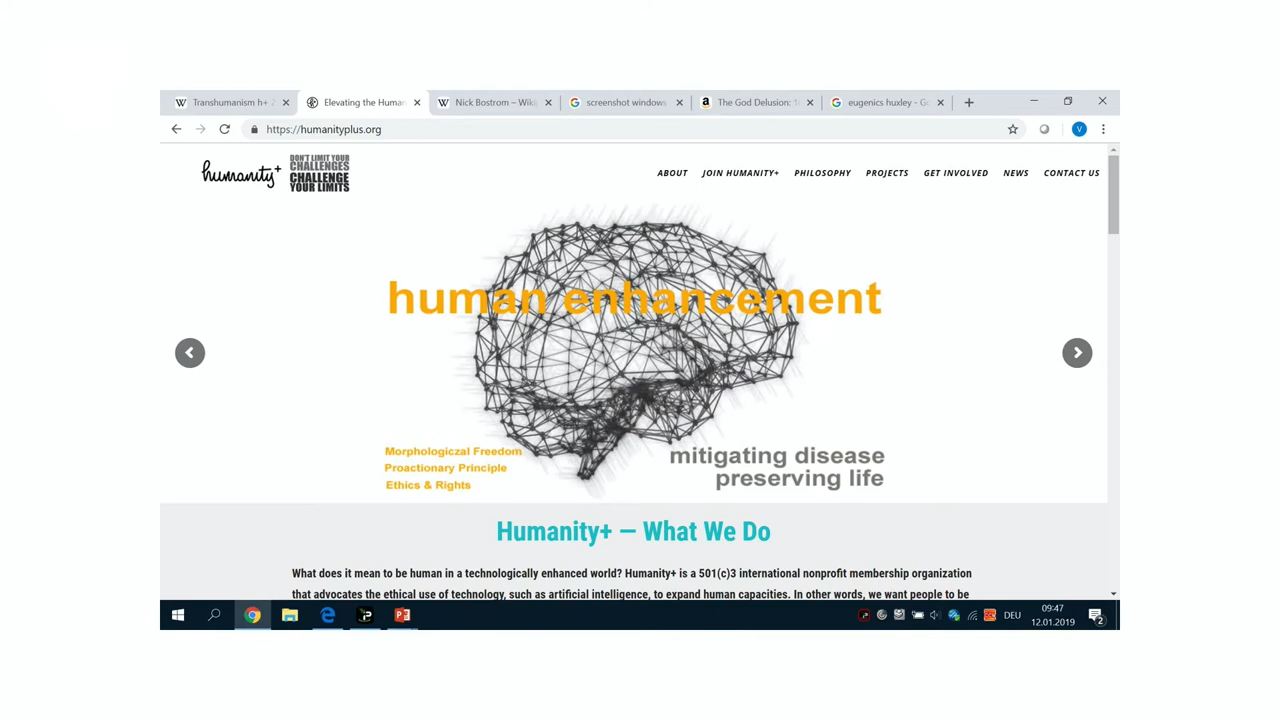 Transhumanism h+
Elevating the Human
Nick Bostrom – Wiki
screenshot windows
The God Delusion: 1
eugenics huxley - Go
https://humanityplus.org
V
humanity+
DON'T LIMIT YOUR
CHALLENGES
CHALLENGE
YOUR LIMITS
ABOUT
JOIN HUMANITY+
PHILOSOPHY
PROJECTS
GET INVOLVED
NEWS
CONTACT US
human enhancement
Morphologiczal Freedom
Proactionary Principle
Ethics & Rights
mitigating disease
preserving life
Humanity+ — What We Do
What does it mean to be human in a technologically enhanced world? Humanity+ is a 501(c)3 international nonprofit membership organization
that advocates the ethical use of technology, such as artificial intelligence, to expand human capacities. In other words, we want people to be
DEU
09:47
12.01.2019
2